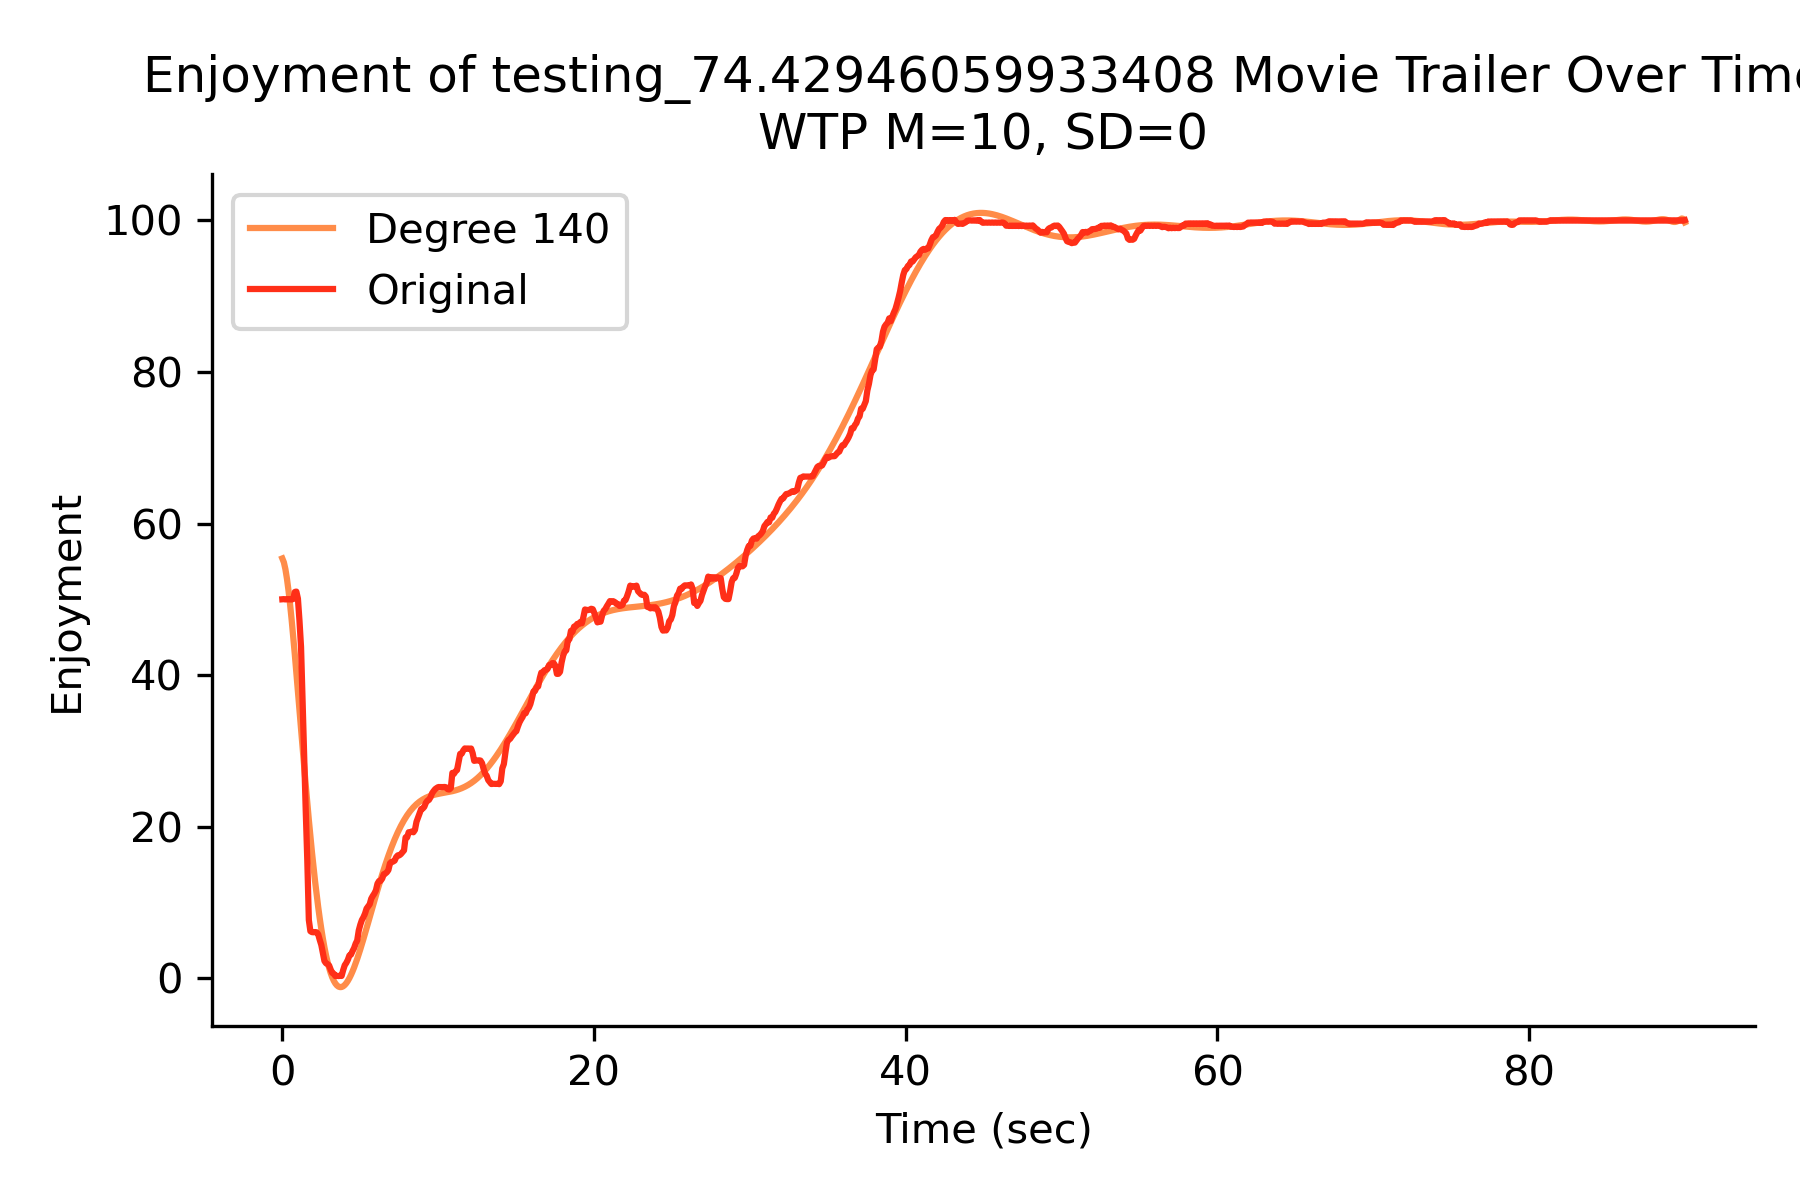 Enjoyment of testing_74.42946059933408 Movie Trailer Over Time
WTP M=10, SD=0
Degree 140
Original
100
80
60
40
20
0
Enjoyment
0 20 40 60 80
Time (sec)